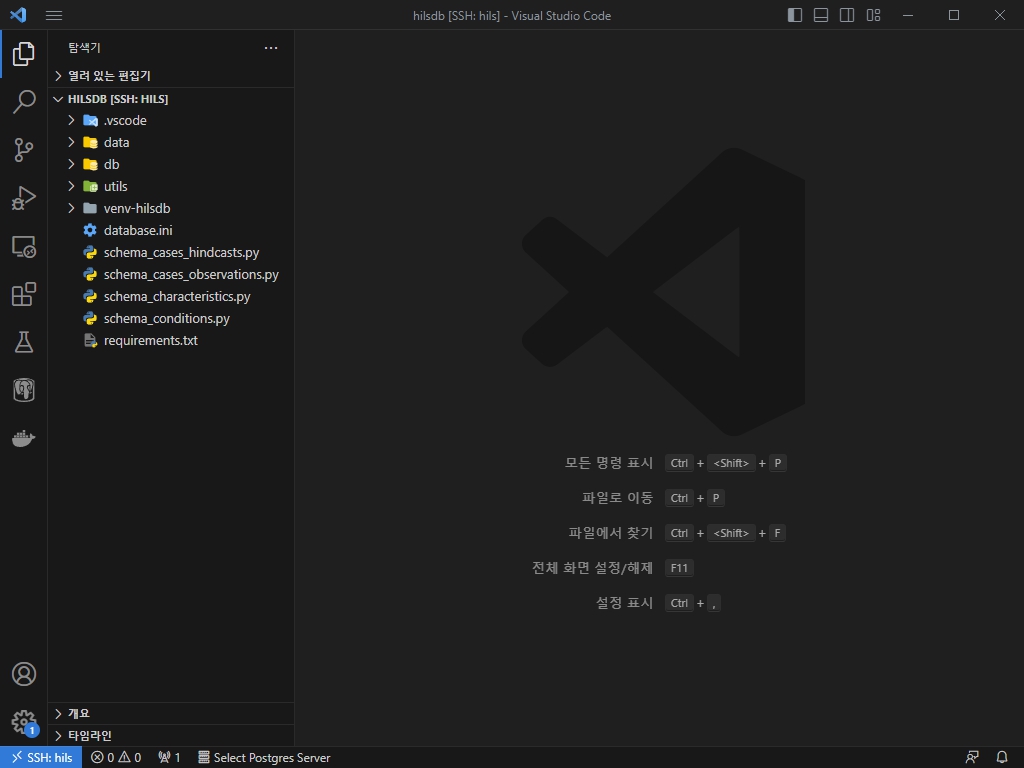 hilsdb [SSH: hils] - Visual Studio Code
탐색기
열려 있는 편집기
HILSDB [SSH: HILS]
.vscode
data
db
utils
venv-hilsdb
database.ini
schema_cases_hindcasts.py
schema_cases_observations.py
schema_characteristics.py
schema_conditions.py
requirements.txt
모든 명령 표시 Ctrl + <Shift> + P
파일로 이동 Ctrl + P
파일에서 찾기 Ctrl + <Shift> + F
전체 화면 설정/해제 F11
설정 표시 Ctrl + ,
개요
1
타임라인
SSH: hils 0 0 1 Select Postgres Server